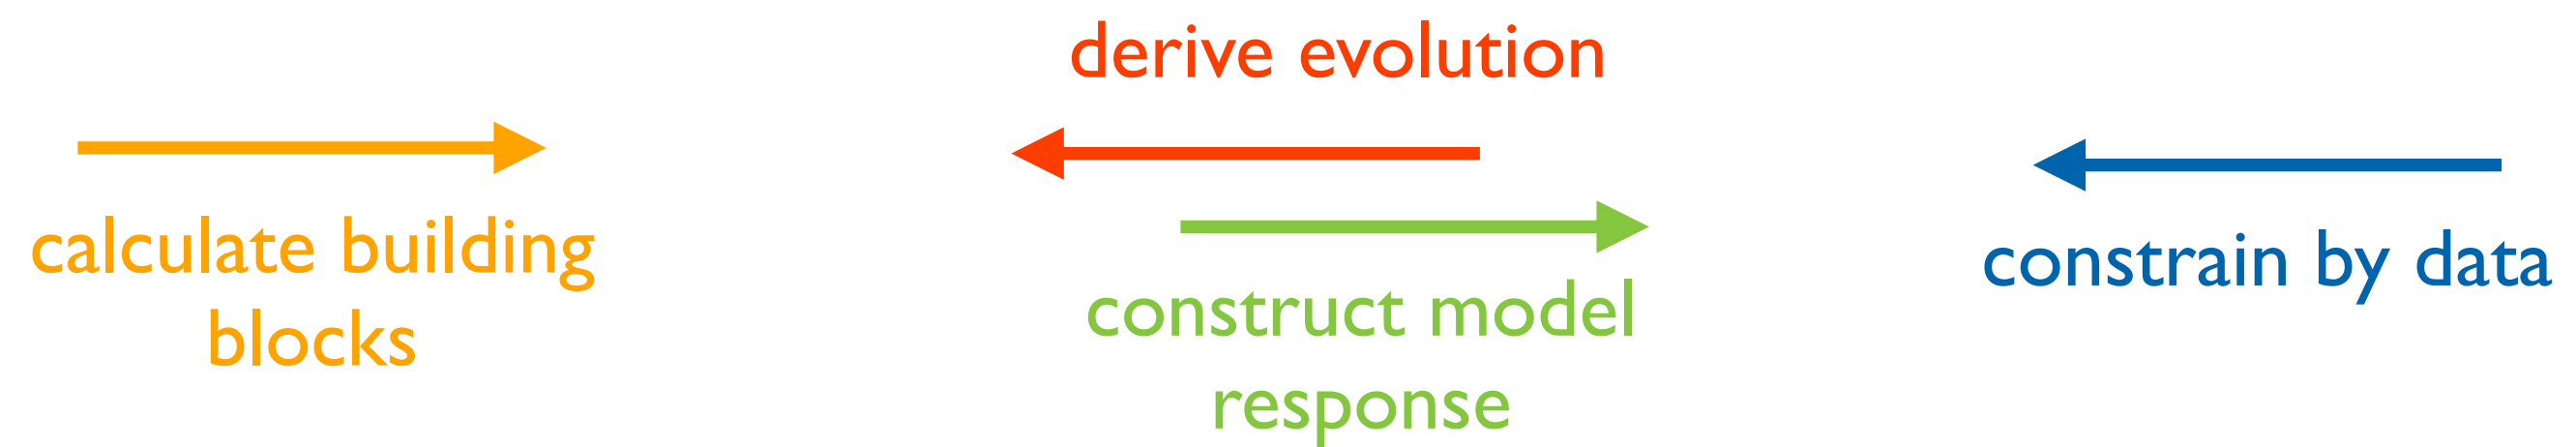 derive evolution
calculate building
blocks
construct model
response
constrain by data